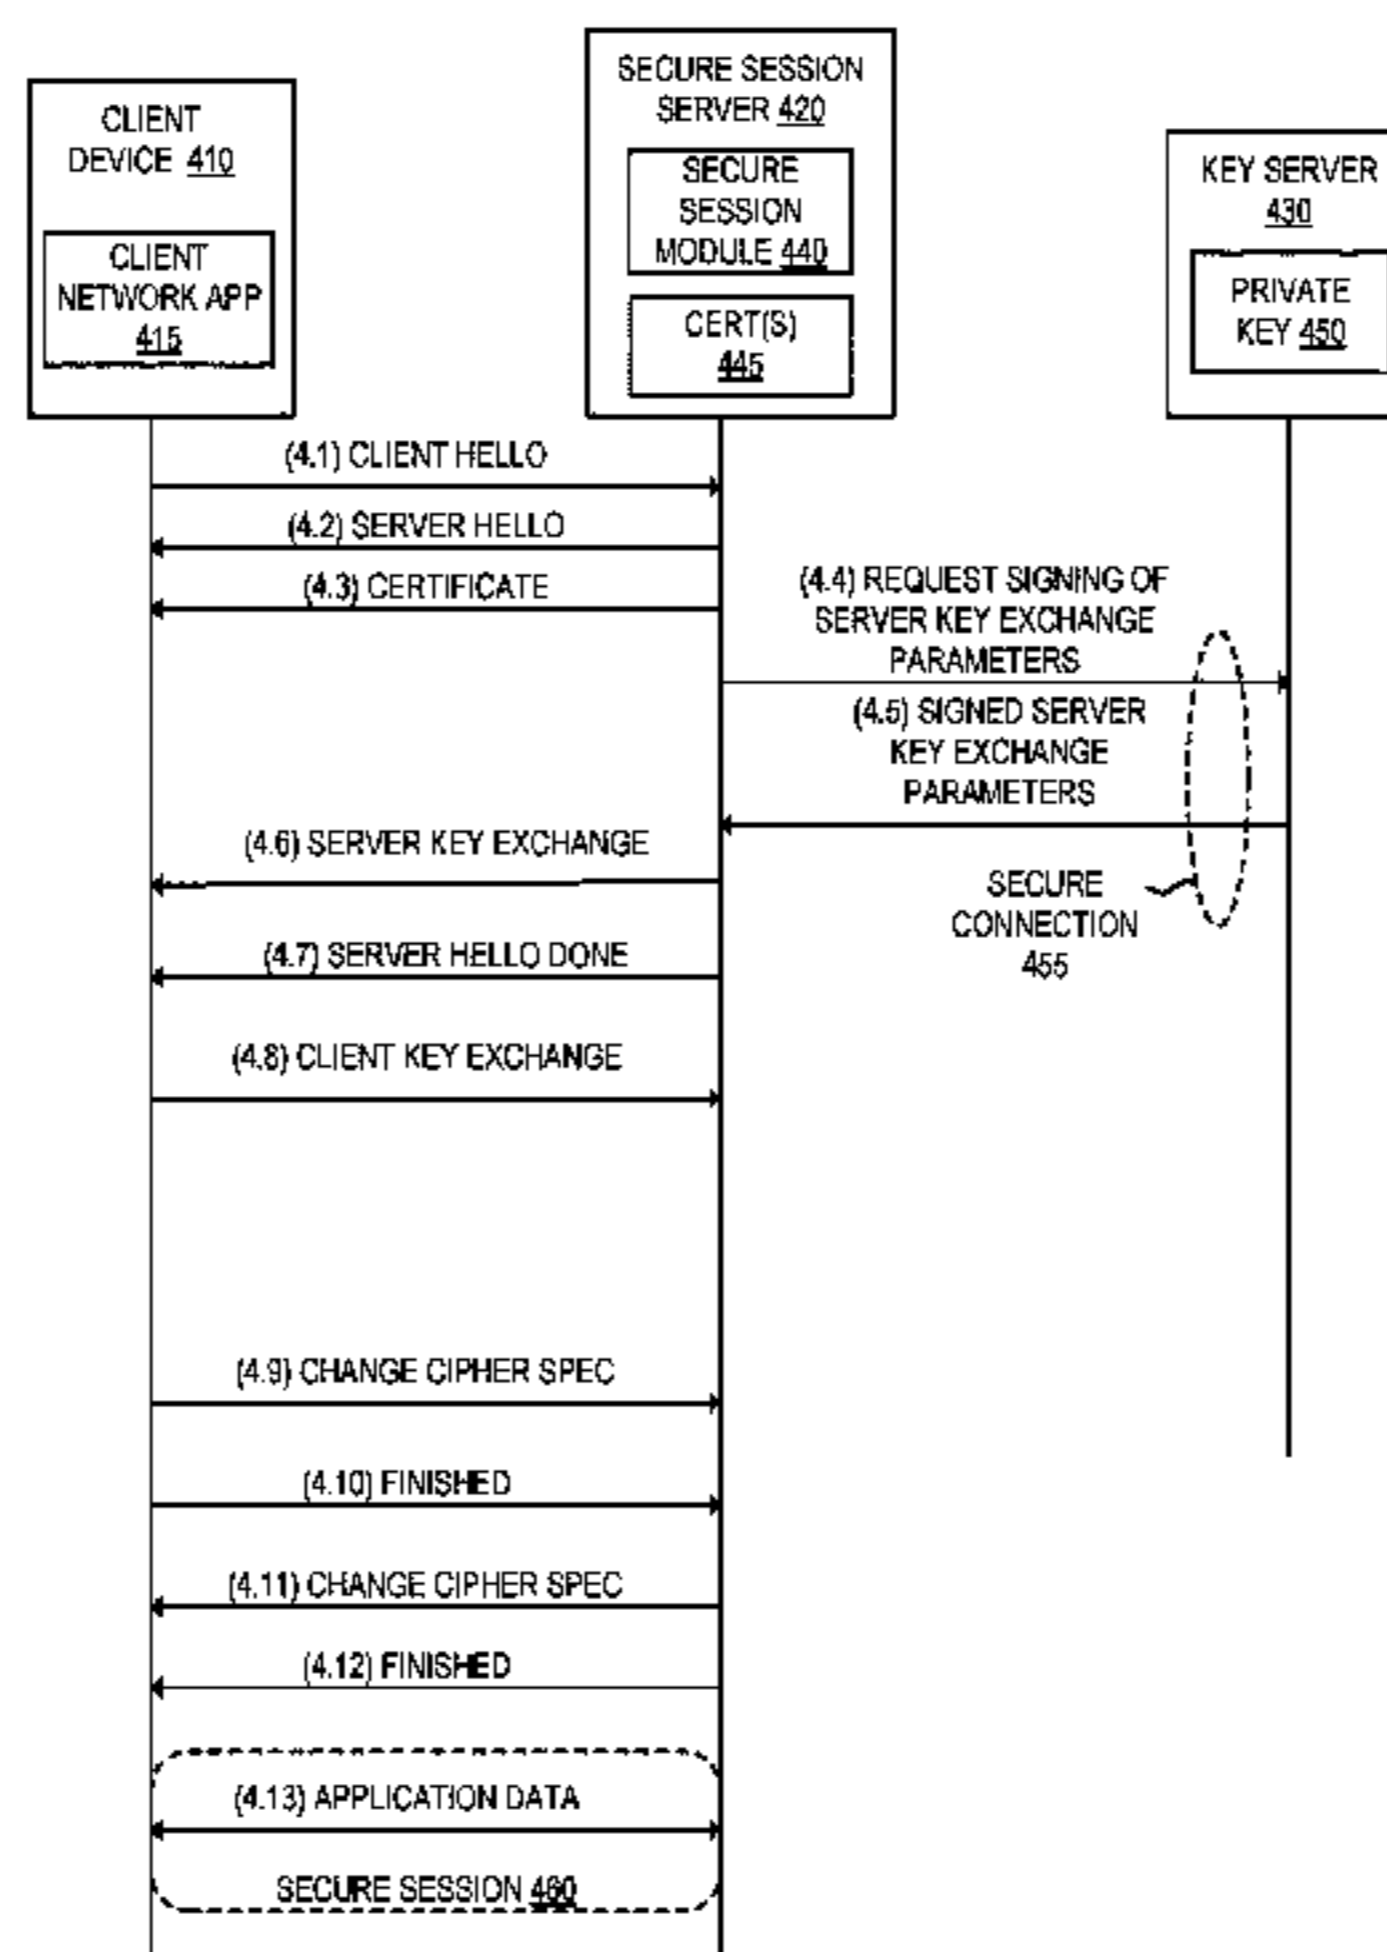 CLIENT
DEVICE 410
CLIENT
NETWORK APP
415
SECURE SESSION
SERVER 420
SECURE
SESSION
MODULE 440
CERT(S)
445
KEY SERVER
430
PRIVATE
KEY 450
(4.1) CLIENT HELLO
(4.2) SERVER HELLO
(4.3) CERTIFICATE
(4.4) REQUEST SIGNING OF
SERVER KEY EXCHANGE
PARAMETERS
(4.5) SIGNED SERVER
KEY EXCHANGE
PARAMETERS
(4.6) SERVER KEY EXCHANGE
SECURE
CONNECTION
455
(4.7) SERVER HELLO DONE
(4.8) CLIENT KEY EXCHANGE
(4.9) CHANGE CIPHER SPEC
(4.10) FINISHED
(4.11) CHANGE CIPHER SPEC
(4.12) FINISHED
(4.13) APPLICATION DATA
SECURE SESSION 460